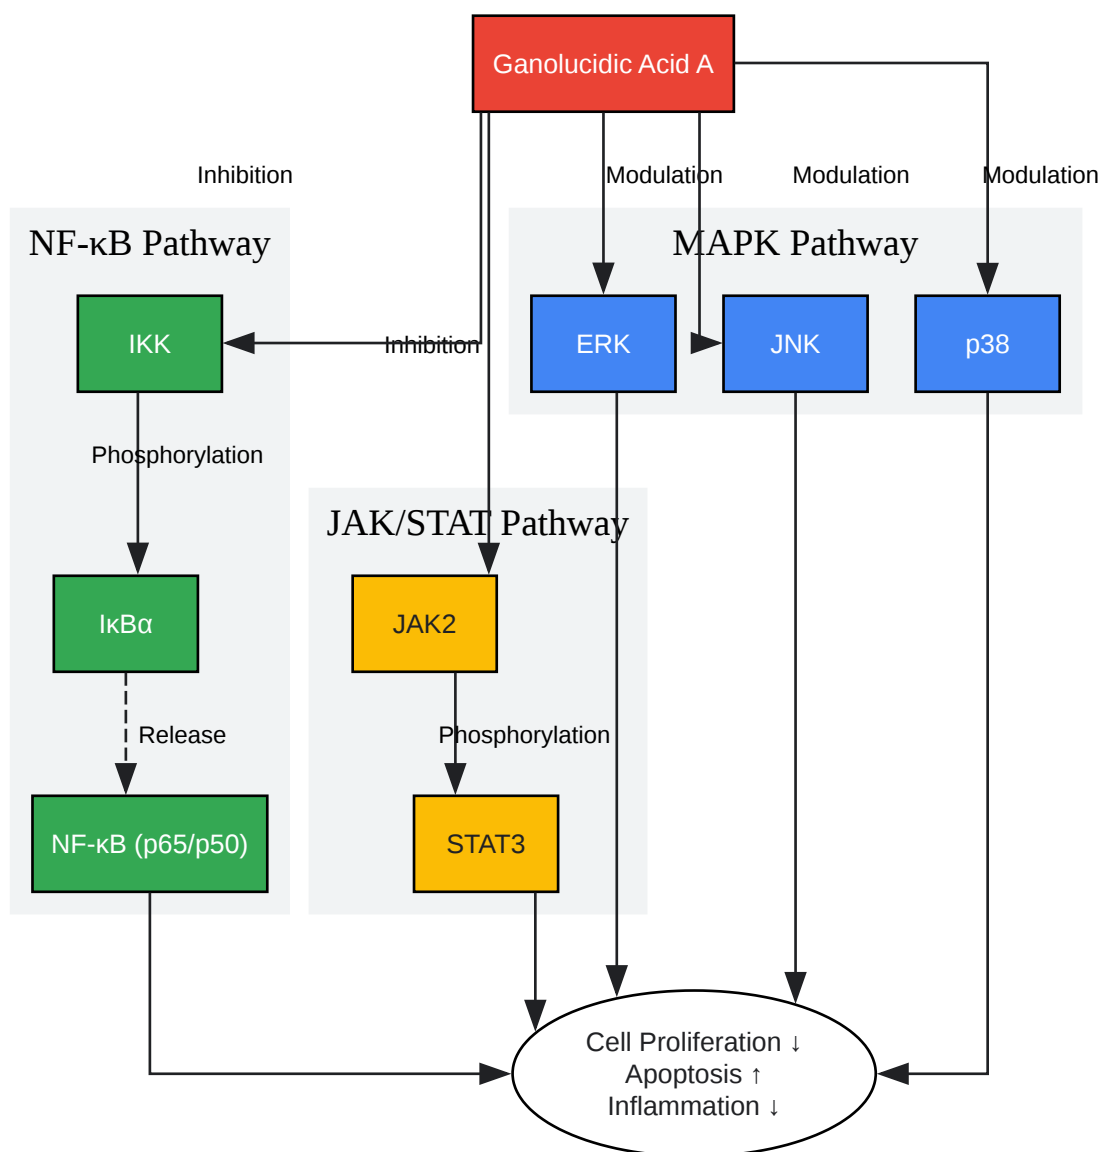 Ganolucidic Acid A
Inhibition
Modulation
Modulation
Modulation
NF-κB Pathway
MAPK Pathway
IKK
Inhibition
ERK
JNK
p38
Phosphorylation
JAK/STAT Pathway
IκBα
JAK2
Release
Phosphorylation
NF-κB (p65/p50)
STAT3
Cell Proliferation ↓
Apoptosis ↑
Inflammation ↓